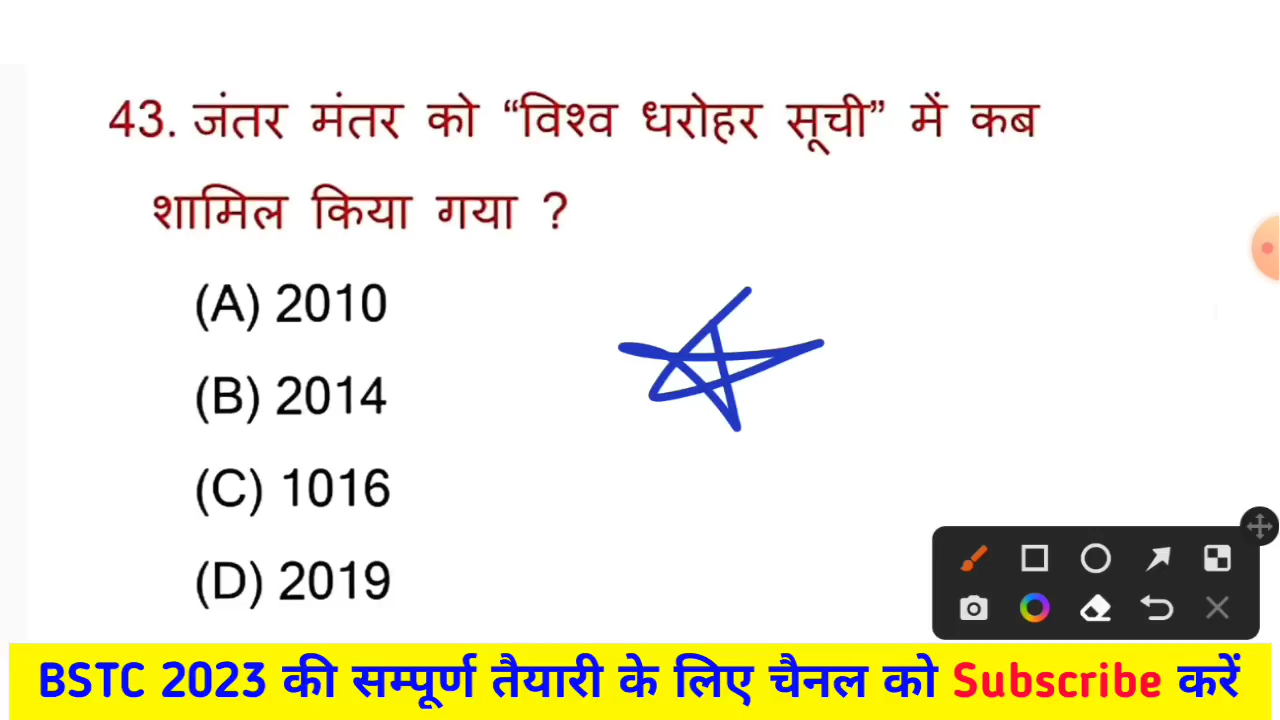 43. जंतर मंतर को “विश्व धरोहर सूची” में कब
शामिल किया गया ?
(A) 2010
(B) 2014
(C) 1016
(D) 2019
BSTC 2023 की सम्पूर्ण तैयारी के लिए चैनल को Subscribe करें